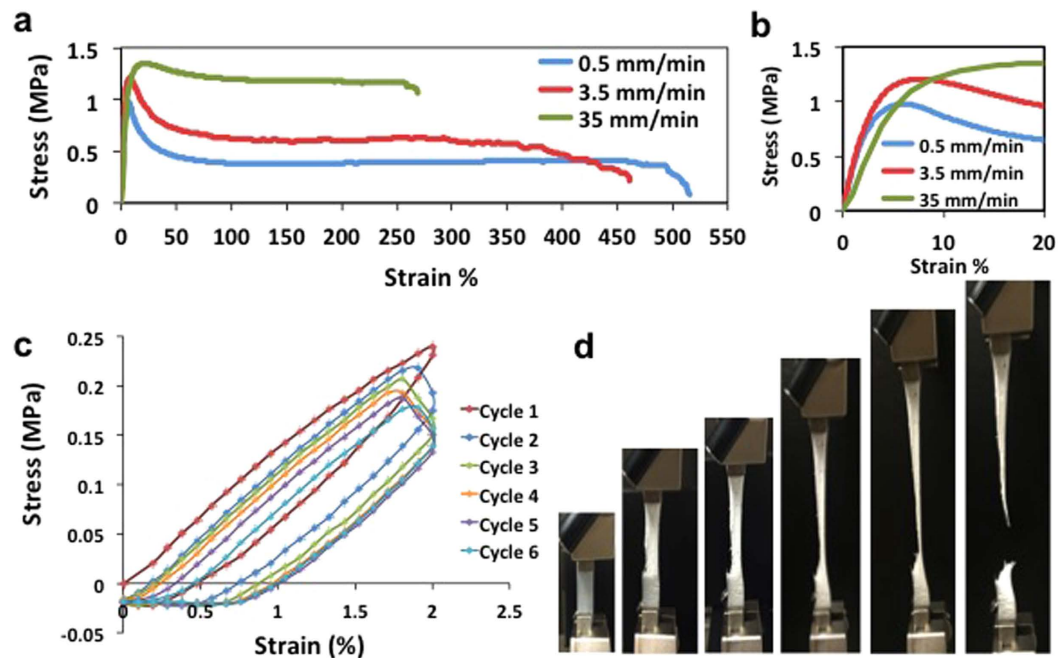 a
1.5
1
0.5
0
Stress (MPa)
0.5 mm/min
3.5 mm/min
35 mm/min
0 50 100 150 200 250 300 350 400 450 500 550
Strain %
b
1.5
1
0.5
0
Stress (MPa)
0.5 mm/min
3.5 mm/min
35 mm/min
0 10 20
Strain %
c
0.25
0.2
0.15
0.1
0.05
0
-0.05
Stress (MPa)
Cycle 1
Cycle 2
Cycle 3
Cycle 4
Cycle 5
Cycle 6
0 0.5 1 1.5 2 2.5
Strain (%)
d